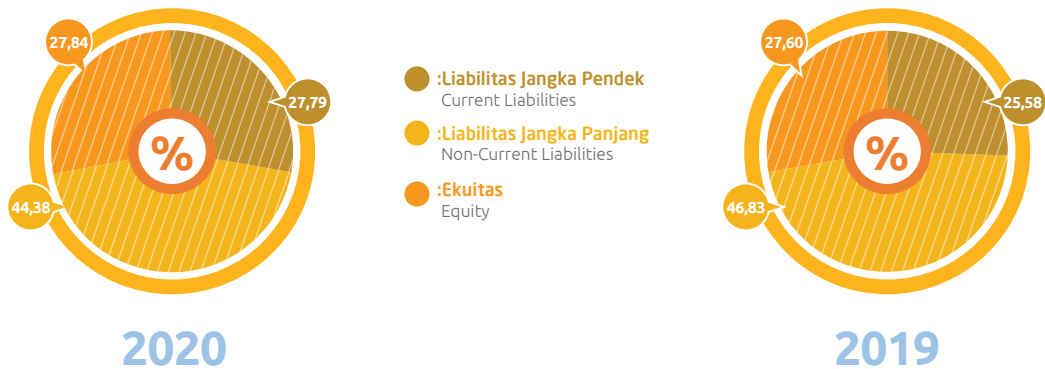 27,84
27,79
44,38
%
2020
:Liabilitas Jangka Pendek
Current Liabilities
:Liabilitas Jangka Panjang
Non-Current Liabilities
:Ekuitas
Equity
27,60
25,58
46,83
%
2019